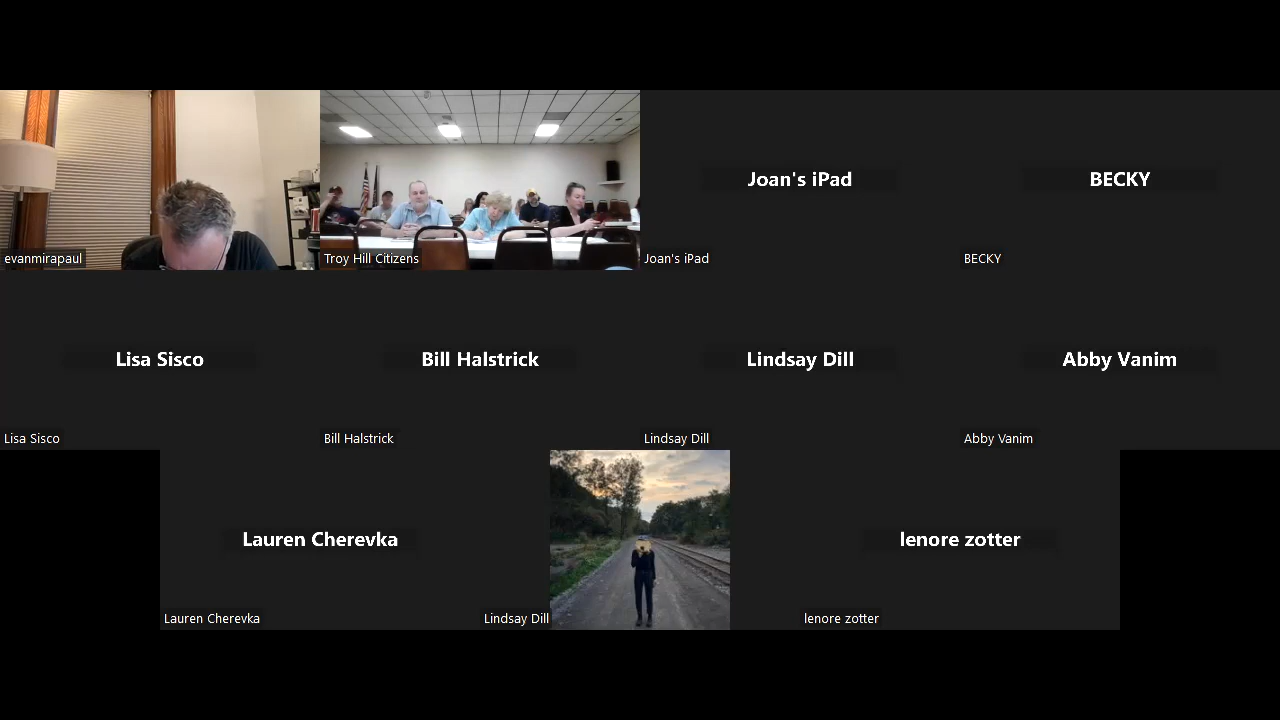 evanmirapaul
Troy Hill Citizens
Joan's iPad
Joan's iPad
BECKY
BECKY
Lisa Sisco
Lisa Sisco
Bill Halstrick
Bill Halstrick
Lindsay Dill
Lindsay Dill
Abby Vanim
Abby Vanim
Lauren Cherevka
Lauren Cherevka
Lindsay Dill
lenore zotter
lenore zotter